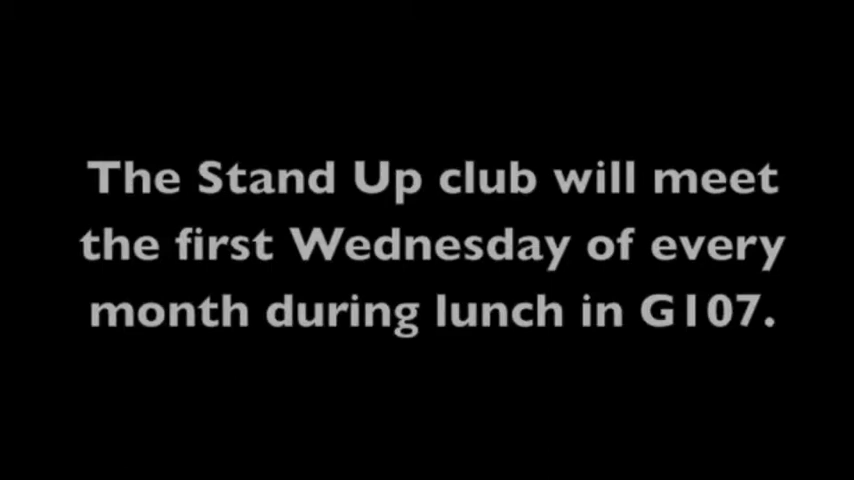 The Stand Up club will meet
the first Wednesday of every
month during lunch in G107.